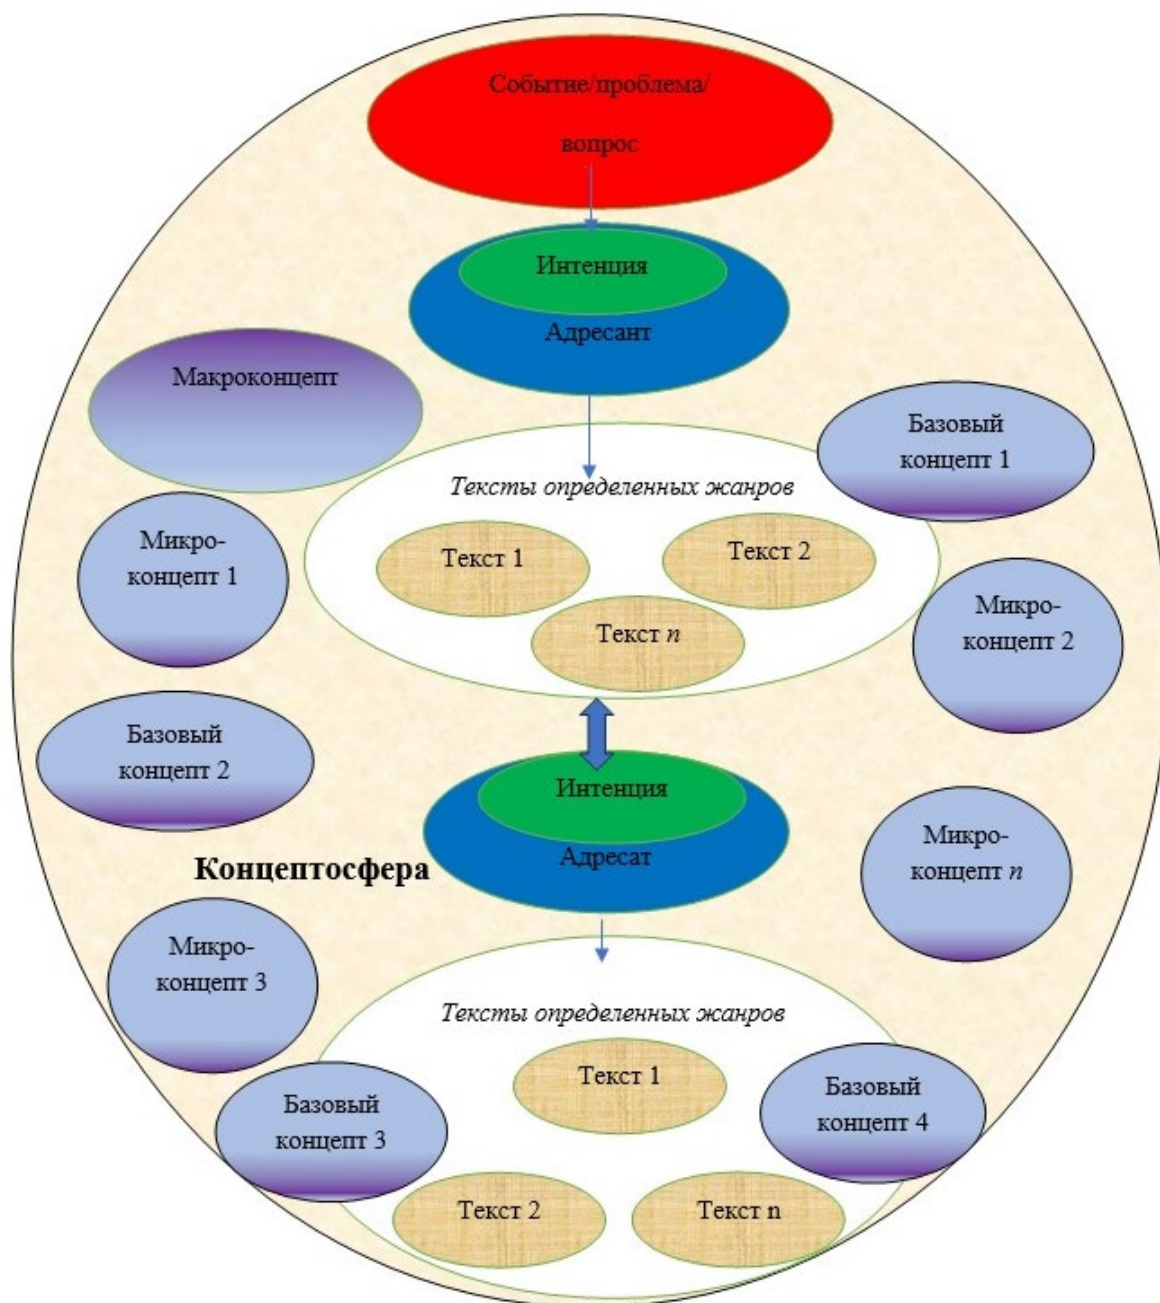 Событие/проблема/
вопрос
Интенция
Адресант
Макроконцепт
Базовый
концепт 1
Тексты определенных жанров
Текст 1
Текст 2
Текст n
Микро-
концепт 1
Микро-
концепт 2
Базовый
концепт 2
Интенция
Адресат
Концептосфера
Микро-
концепт n
Микро-
концепт 3
Тексты определенных жанров
Текст 1
Базовый
концепт 3
Базовый
концепт 4
Текст 2
Текст n